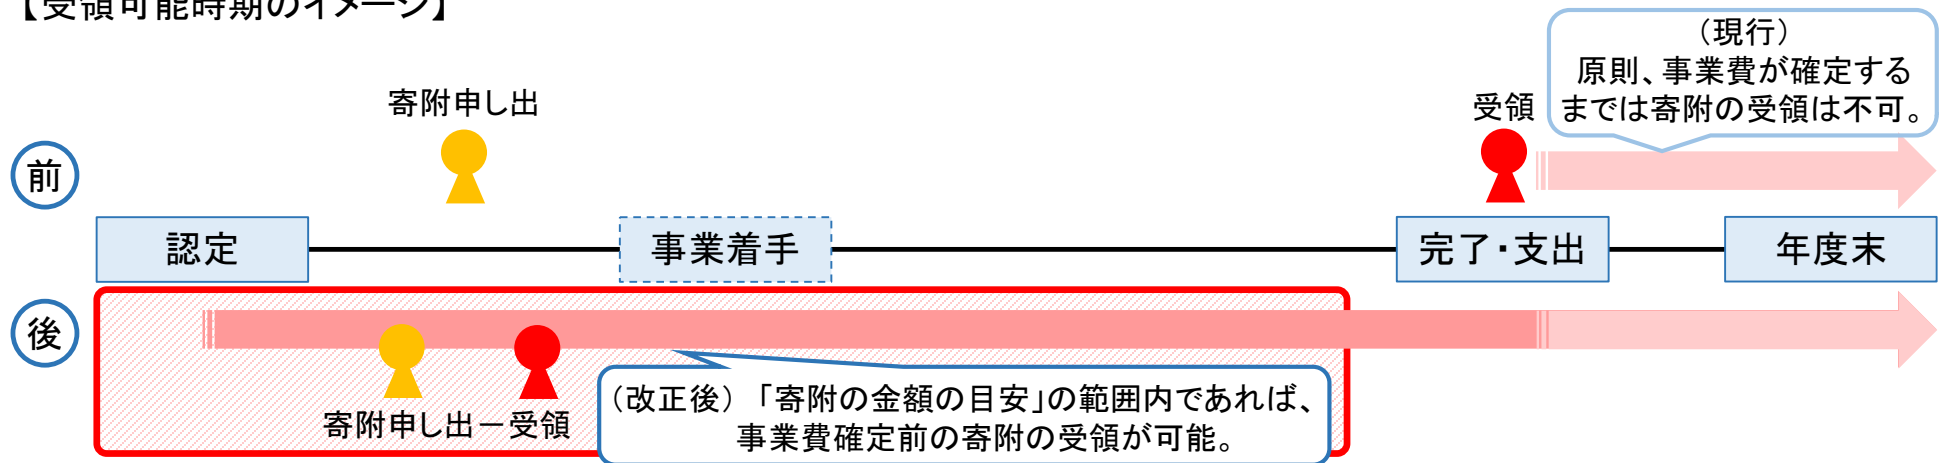 【受領可能時期のイメージ】
(現行)
原則、事業費が確定する
までは寄附の受領は不可。
寄附申し出
受領
前
認定
事業着手
完了・支出
年度末
後
寄附申し出－受領
(改正後)「寄附の金額の目安」の範囲内であれば、
事業費確定前の寄附の受領が可能。